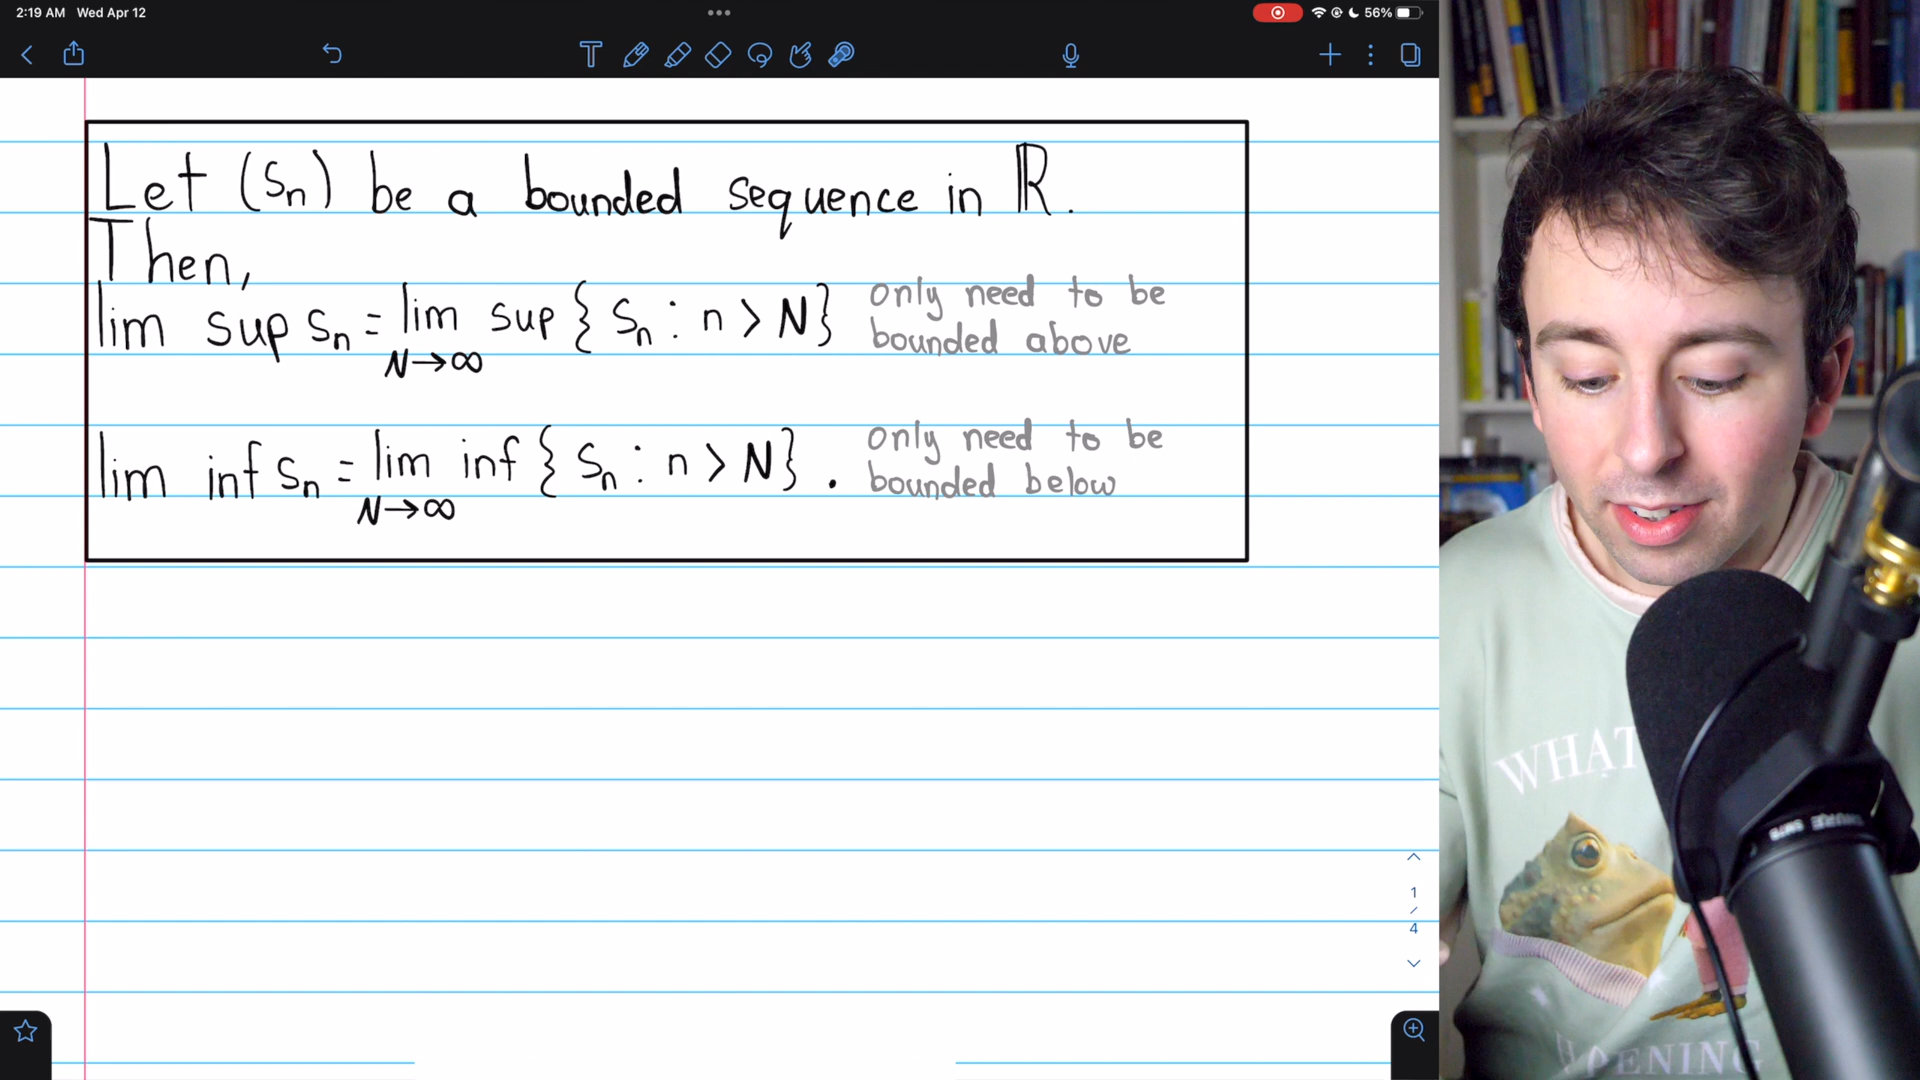 2:19 AM Wed Apr 12
56%
Let (Sn) be a bounded sequence in ℝ.
Then,
lim sup Sn = lim sup { Sn : n > N} only need to be
N→∞ bounded above
lim inf Sn = lim inf { Sn : n > N} . only need to be
N→∞ bounded below
1
/
4
WHAT
PENING